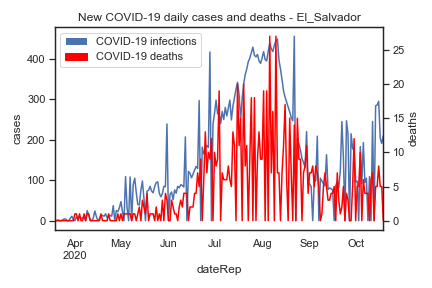 New COVID-19 daily cases and deaths - El_Salvador
COVID-19 infections
COVID-19 deaths
400
300
200
100
0
cases
25
20
15
10
5
0
deaths
Apr May Jun Jul Aug Sep Oct
2020
dateRep